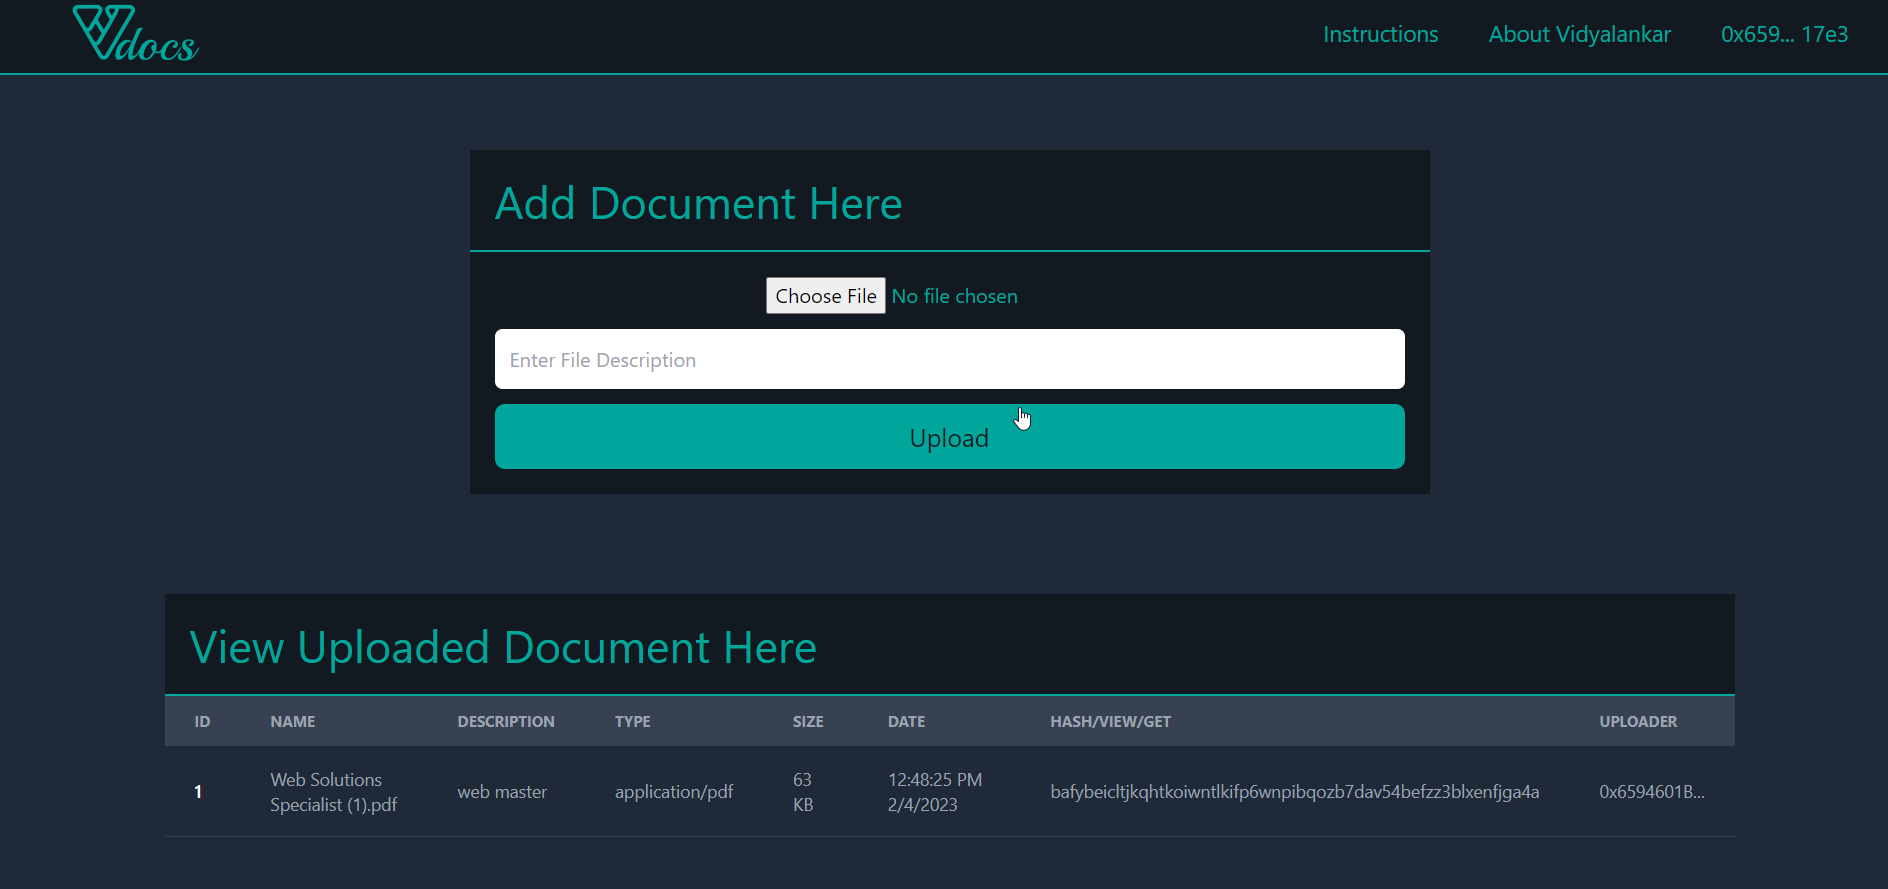 Vdocs
Instructions About Vidyalankar 0x659... 17e3
Add Document Here
Choose File No file chosen
Enter File Description
Upload
View Uploaded Document Here
ID NAME DESCRIPTION TYPE SIZE DATE HASH/VIEW/GET UPLOADER
1 Web Solutions Specialist (1).pdf web master application/pdf 63 KB 12:48:25 PM 2/4/2023 bafybeicltjkqhtkoiwntlkifp6wnpibqozb7dav54befzz3blxenfjga4a 0x6594601B...